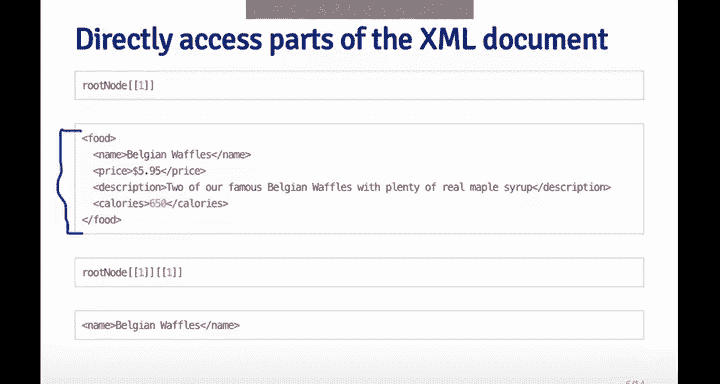 Directly access parts of the XML document
rootNode[[1]]
<food>
<name>Belgian Waffles</name>
<price>$5.95</price>
<description>Two of our famous Belgian Waffles with plenty of real maple syrup</description>
<calories>650</calories>
</food>
rootNode[[1]][[1]]
<name>Belgian Waffles</name>